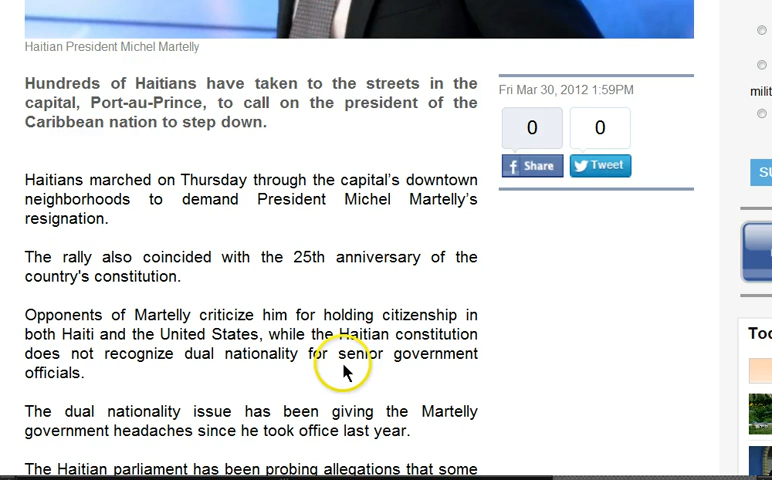 Haitian President Michel Martelly
Hundreds of Haitians have taken to the streets in the
capital, Port-au-Prince, to call on the president of the
Caribbean nation to step down.
Fri Mar 30, 2012 1:59PM
0 0
Share Tweet
Haitians marched on Thursday through the capital's downtown
neighborhoods to demand President Michel Martelly's
resignation.
The rally also coincided with the 25th anniversary of the
country's constitution.
Opponents of Martelly criticize him for holding citizenship in
both Haiti and the United States, while the Haitian constitution
does not recognize dual nationality for senior government
officials.
The dual nationality issue has been giving the Martelly
government headaches since he took office last year.
The Haitian parliament has been probing allegations that some
milit